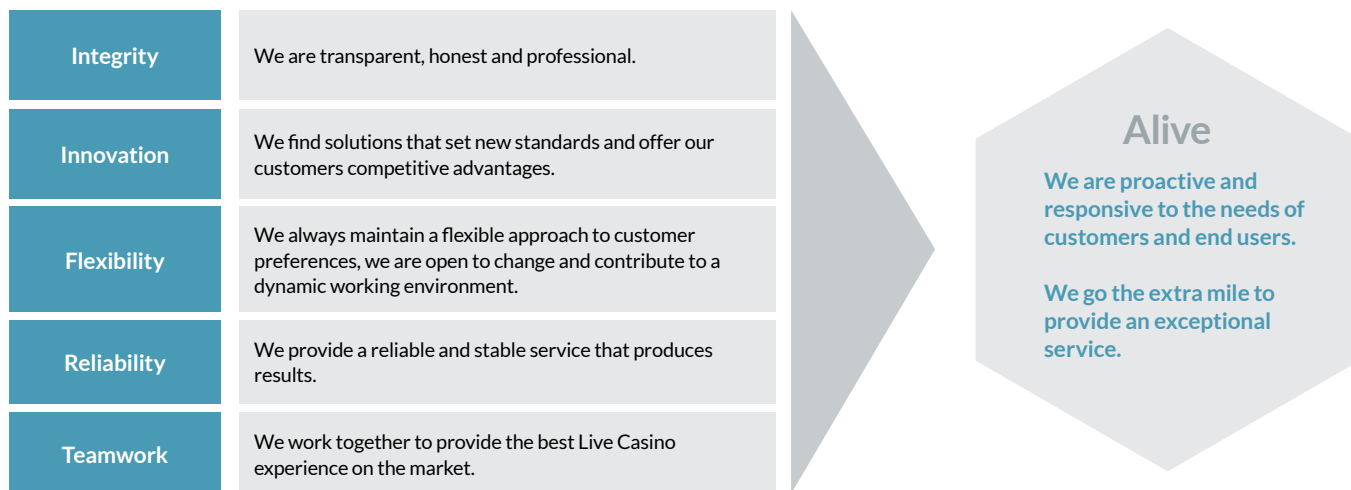 Integrity
We are transparent, honest and professional.
Innovation
We find solutions that set new standards and offer our
customers competitive advantages.
Flexibility
We always maintain a flexible approach to customer
preferences, we are open to change and contribute to a
dynamic working environment.
Reliability
We provide a reliable and stable service that produces
results.
Teamwork
We work together to provide the best Live Casino
experience on the market.
Alive
We are proactive and
responsive to the needs of
customers and end users.
We go the extra mile to
provide an exceptional
service.